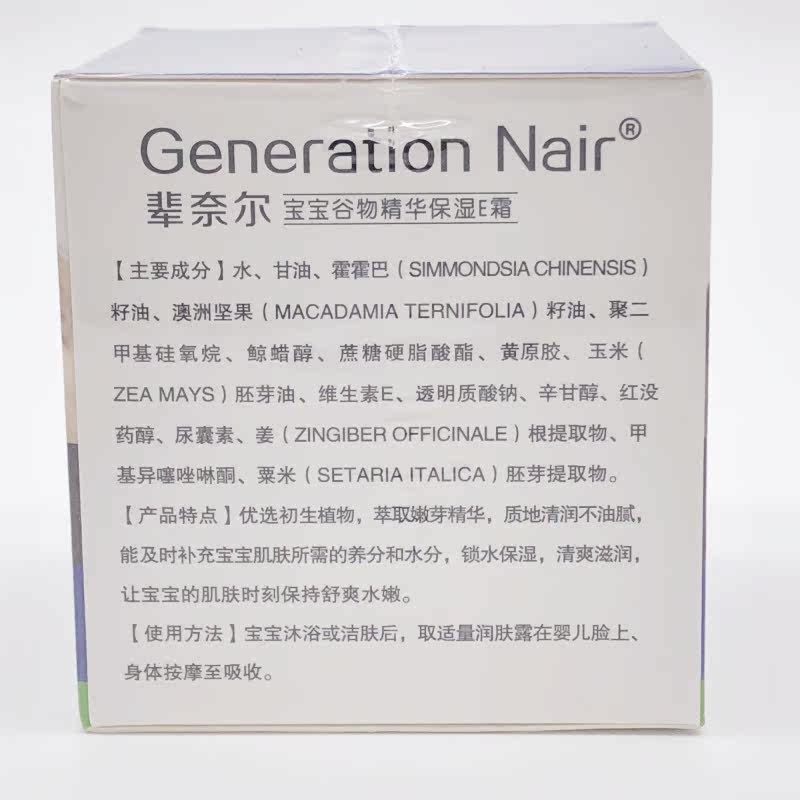 Generation Nair®
辈奈尔 宝宝谷物精华保湿E霜
【主要成分】水、甘油、霍霍巴(SIMMONDSIA CHINENSIS)
籽油、澳洲坚果(MACADAMIA TERNIFOLIA)籽油、聚二
甲基硅氧烷、鲸蜡醇、蔗糖硬脂酸酯、黄原胶、玉米(
ZEA MAYS)胚芽油、维生素E、透明质酸钠、辛甘醇、红没
药醇、尿囊素、姜(ZINGIBER OFFICINALE)根提取物、甲
基异噻唑啉酮、粟米(SETARIA ITALICA)胚芽提取物。
【产品特点】优选初生植物，萃取嫩芽精华，质地清润不油腻，
能及时补充宝宝肌肤所需的养分和水分，锁水保湿，清爽滋润，
让宝宝的肌肤时刻保持舒爽水嫩。
【使用方法】宝宝沐浴或洁肤后，取适量润肤露在婴儿脸上、
身体按摩至吸收。